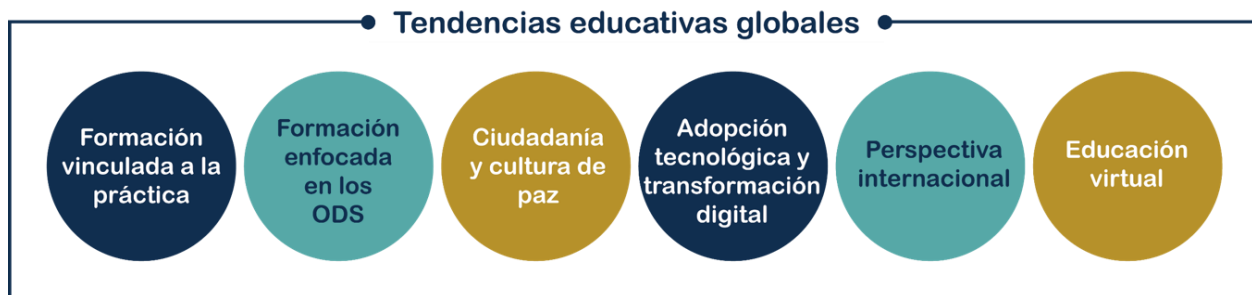 Tendencias educativas globales
Formación
vinculada a la
práctica
Formación
enfocada
en los
ODS
Ciudadanía
y cultura de
paz
Adopción
tecnológica y
transformación
digital
Perspectiva
internacional
Educación
virtual